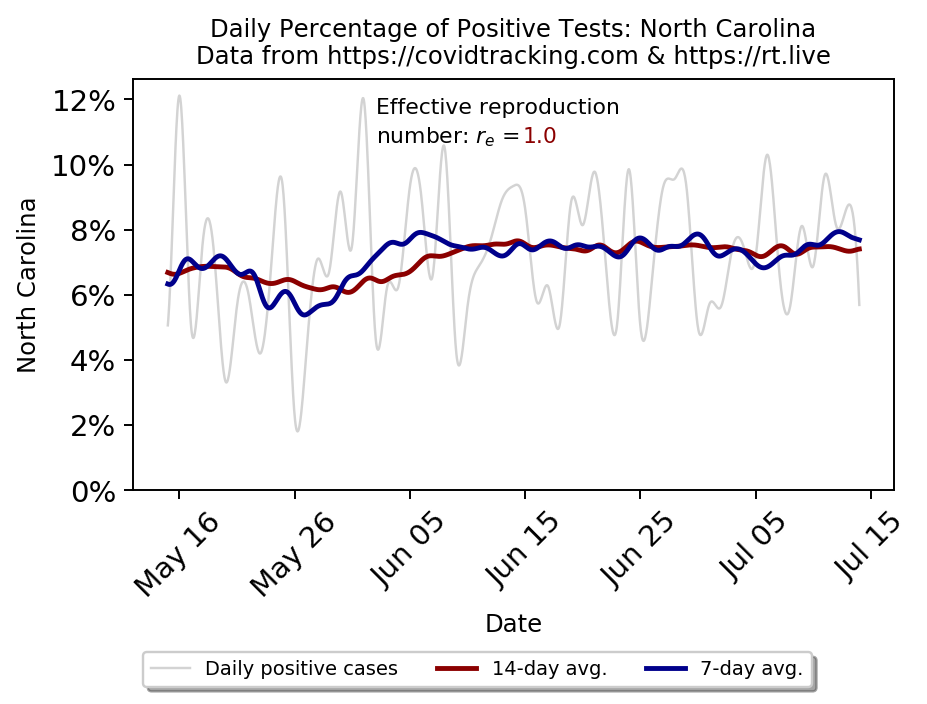 Daily Percentage of Positive Tests: North Carolina
Data from https://covidtracking.com & https://rt.live
Effective reproduction
number: rₑ =1.0
North Carolina
12%
10%
8%
6%
4%
2%
0%
May 16
May 26
Jun 05
Jun 15
Jun 25
Jul 05
Jul 15
Date
Daily positive cases
14-day avg.
7-day avg.